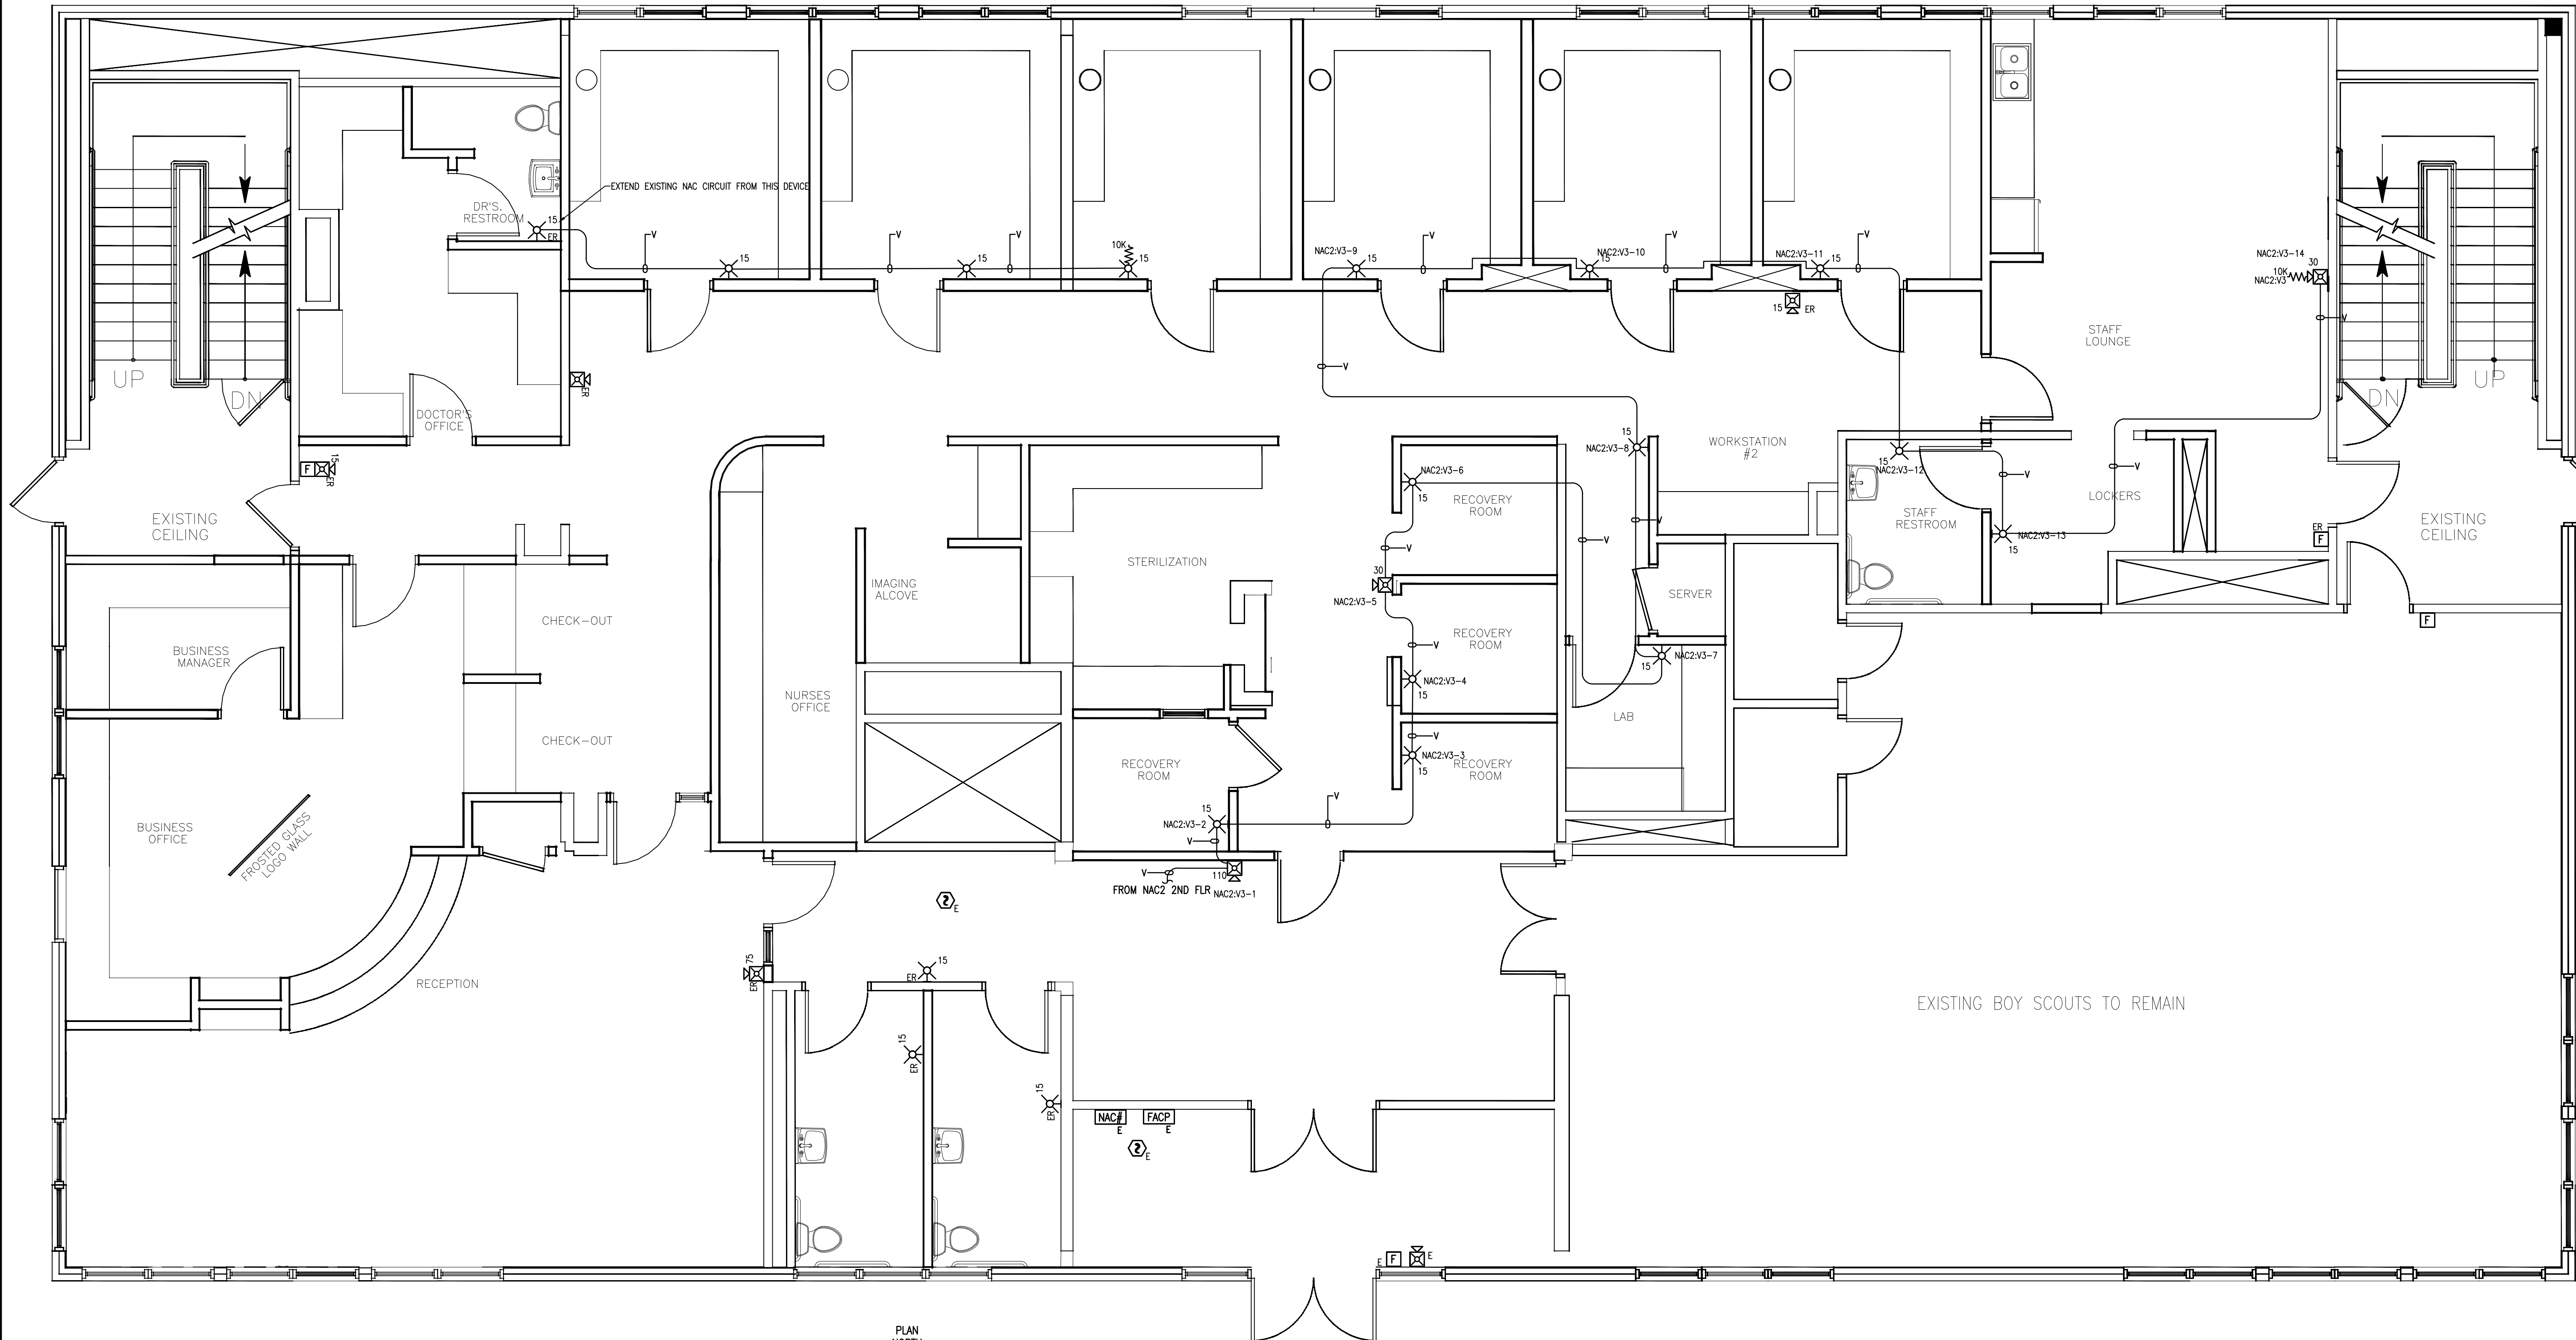 EXTEND EXISTING NAC CIRCUIT FROM THIS DEVICE
DR'S.
RESTROOM
15
ER
V
15
V
15
V
10K
15
NAC2:V3-9
15
V
NAC2:V3-10
15
V
NAC2:V3-11
15
V
NAC2:V3-14
30
10K
NAC2:V3
V
15
ER
STAFF
LOUNGE
UP
DN
ER
DOCTOR'S
OFFICE
V
DN
UP
15
F
ER
15
NAC2:V3-8
WORKSTATION
#2
15
NAC2:V3-12
V
V
LOCKERS
NAC2:V3-6
15
RECOVERY
ROOM
V
EXISTING
CEILING
STAFF
RESTROOM
NAC2:V3-13
15
ER
F
EXISTING
CEILING
V
V
STERILIZATION
IMAGING
ALCOVE
30
NAC2:V3-5
SERVER
CHECK-OUT
F
RECOVERY
ROOM
V
BUSINESS
MANAGER
NAC2:V3-7
15
NAC2:V3-4
15
NURSES
OFFICE
LAB
CHECK-OUT
V
NAC2:V3-3
15
RECOVERY
ROOM
RECOVERY
ROOM
V
15
NAC2:V3-2
V
BUSINESS
OFFICE
FROSTED GLASS
LOGO WALL
V
110
FROM NAC2 2ND FLR
NAC2:V3-1
E
75
ER
15
ER
RECEPTION
EXISTING BOY SCOUTS TO REMAIN
15
ER
15
ER
NAC#
E
FACP
E
E
E
F
E
PLAN